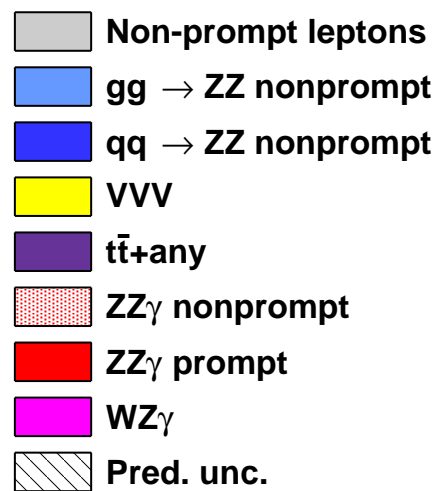 Non-prompt leptons
gg → ZZ nonprompt
qq → ZZ nonprompt
VVV
tt̄+any
ZZγ nonprompt
ZZγ prompt
WZγ
Pred. unc.